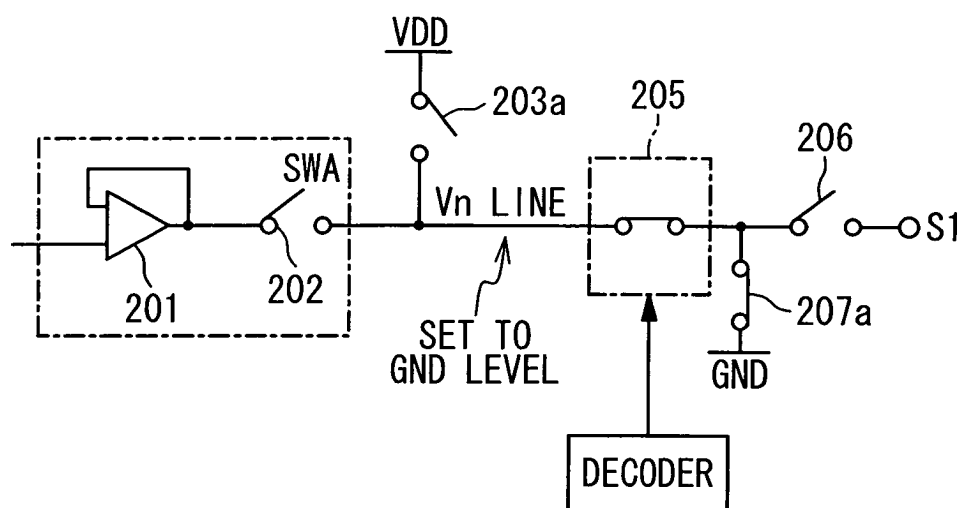 VDD
203a
205
206
SWA
Vn LINE
S1
201
202
207a
SET TO
GND LEVEL
GND
DECODER